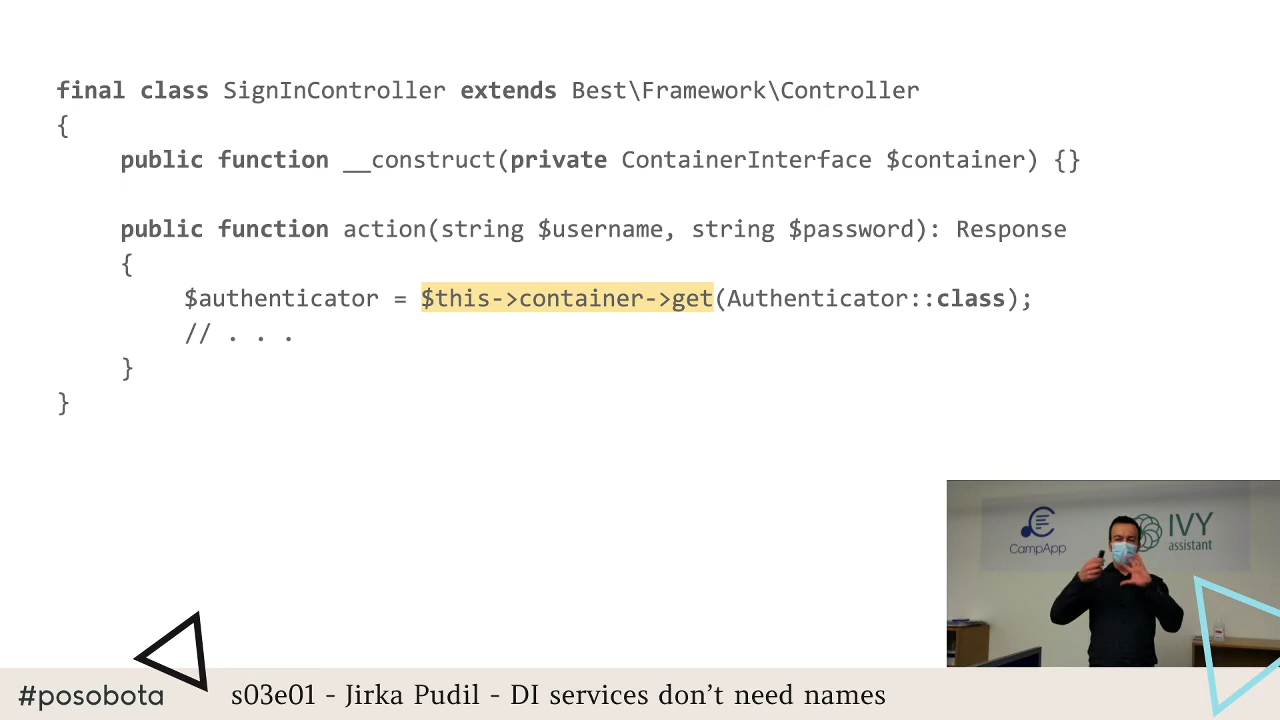 final class SignInController extends Best\Framework\Controller
{
public function __construct(private ContainerInterface $container) {}
public function action(string $username, string $password): Response
{
$authenticator = $this->container->get(Authenticator::class);
// . . .
}
}
CampApp
IVY
assistant
#posobota
s03e01 - Jirka Pudil - DI services don’t need names